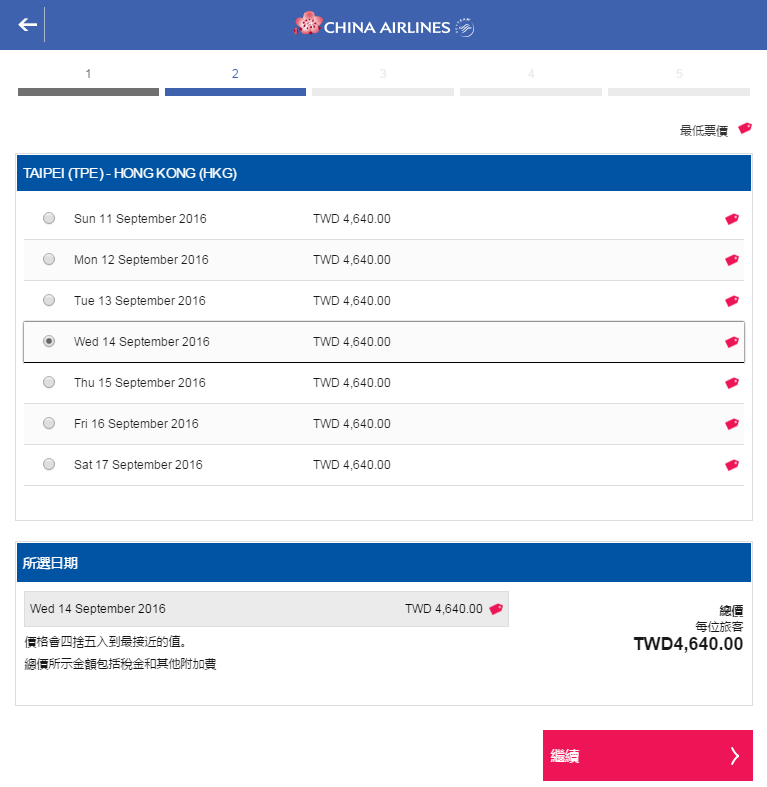 CHINA AIRLINES
1 2 3 4 5
最低票價
TAIPEI (TPE) - HONG KONG (HKG)
Sun 11 September 2016 TWD 4,640.00
Mon 12 September 2016 TWD 4,640.00
Tue 13 September 2016 TWD 4,640.00
Wed 14 September 2016 TWD 4,640.00
Thu 15 September 2016 TWD 4,640.00
Fri 16 September 2016 TWD 4,640.00
Sat 17 September 2016 TWD 4,640.00
所選日期
Wed 14 September 2016 TWD 4,640.00
總價
每位旅客
TWD4,640.00
價格會四捨五入到最接近的值。
總價所示金額包括稅金和其他附加費
繼續